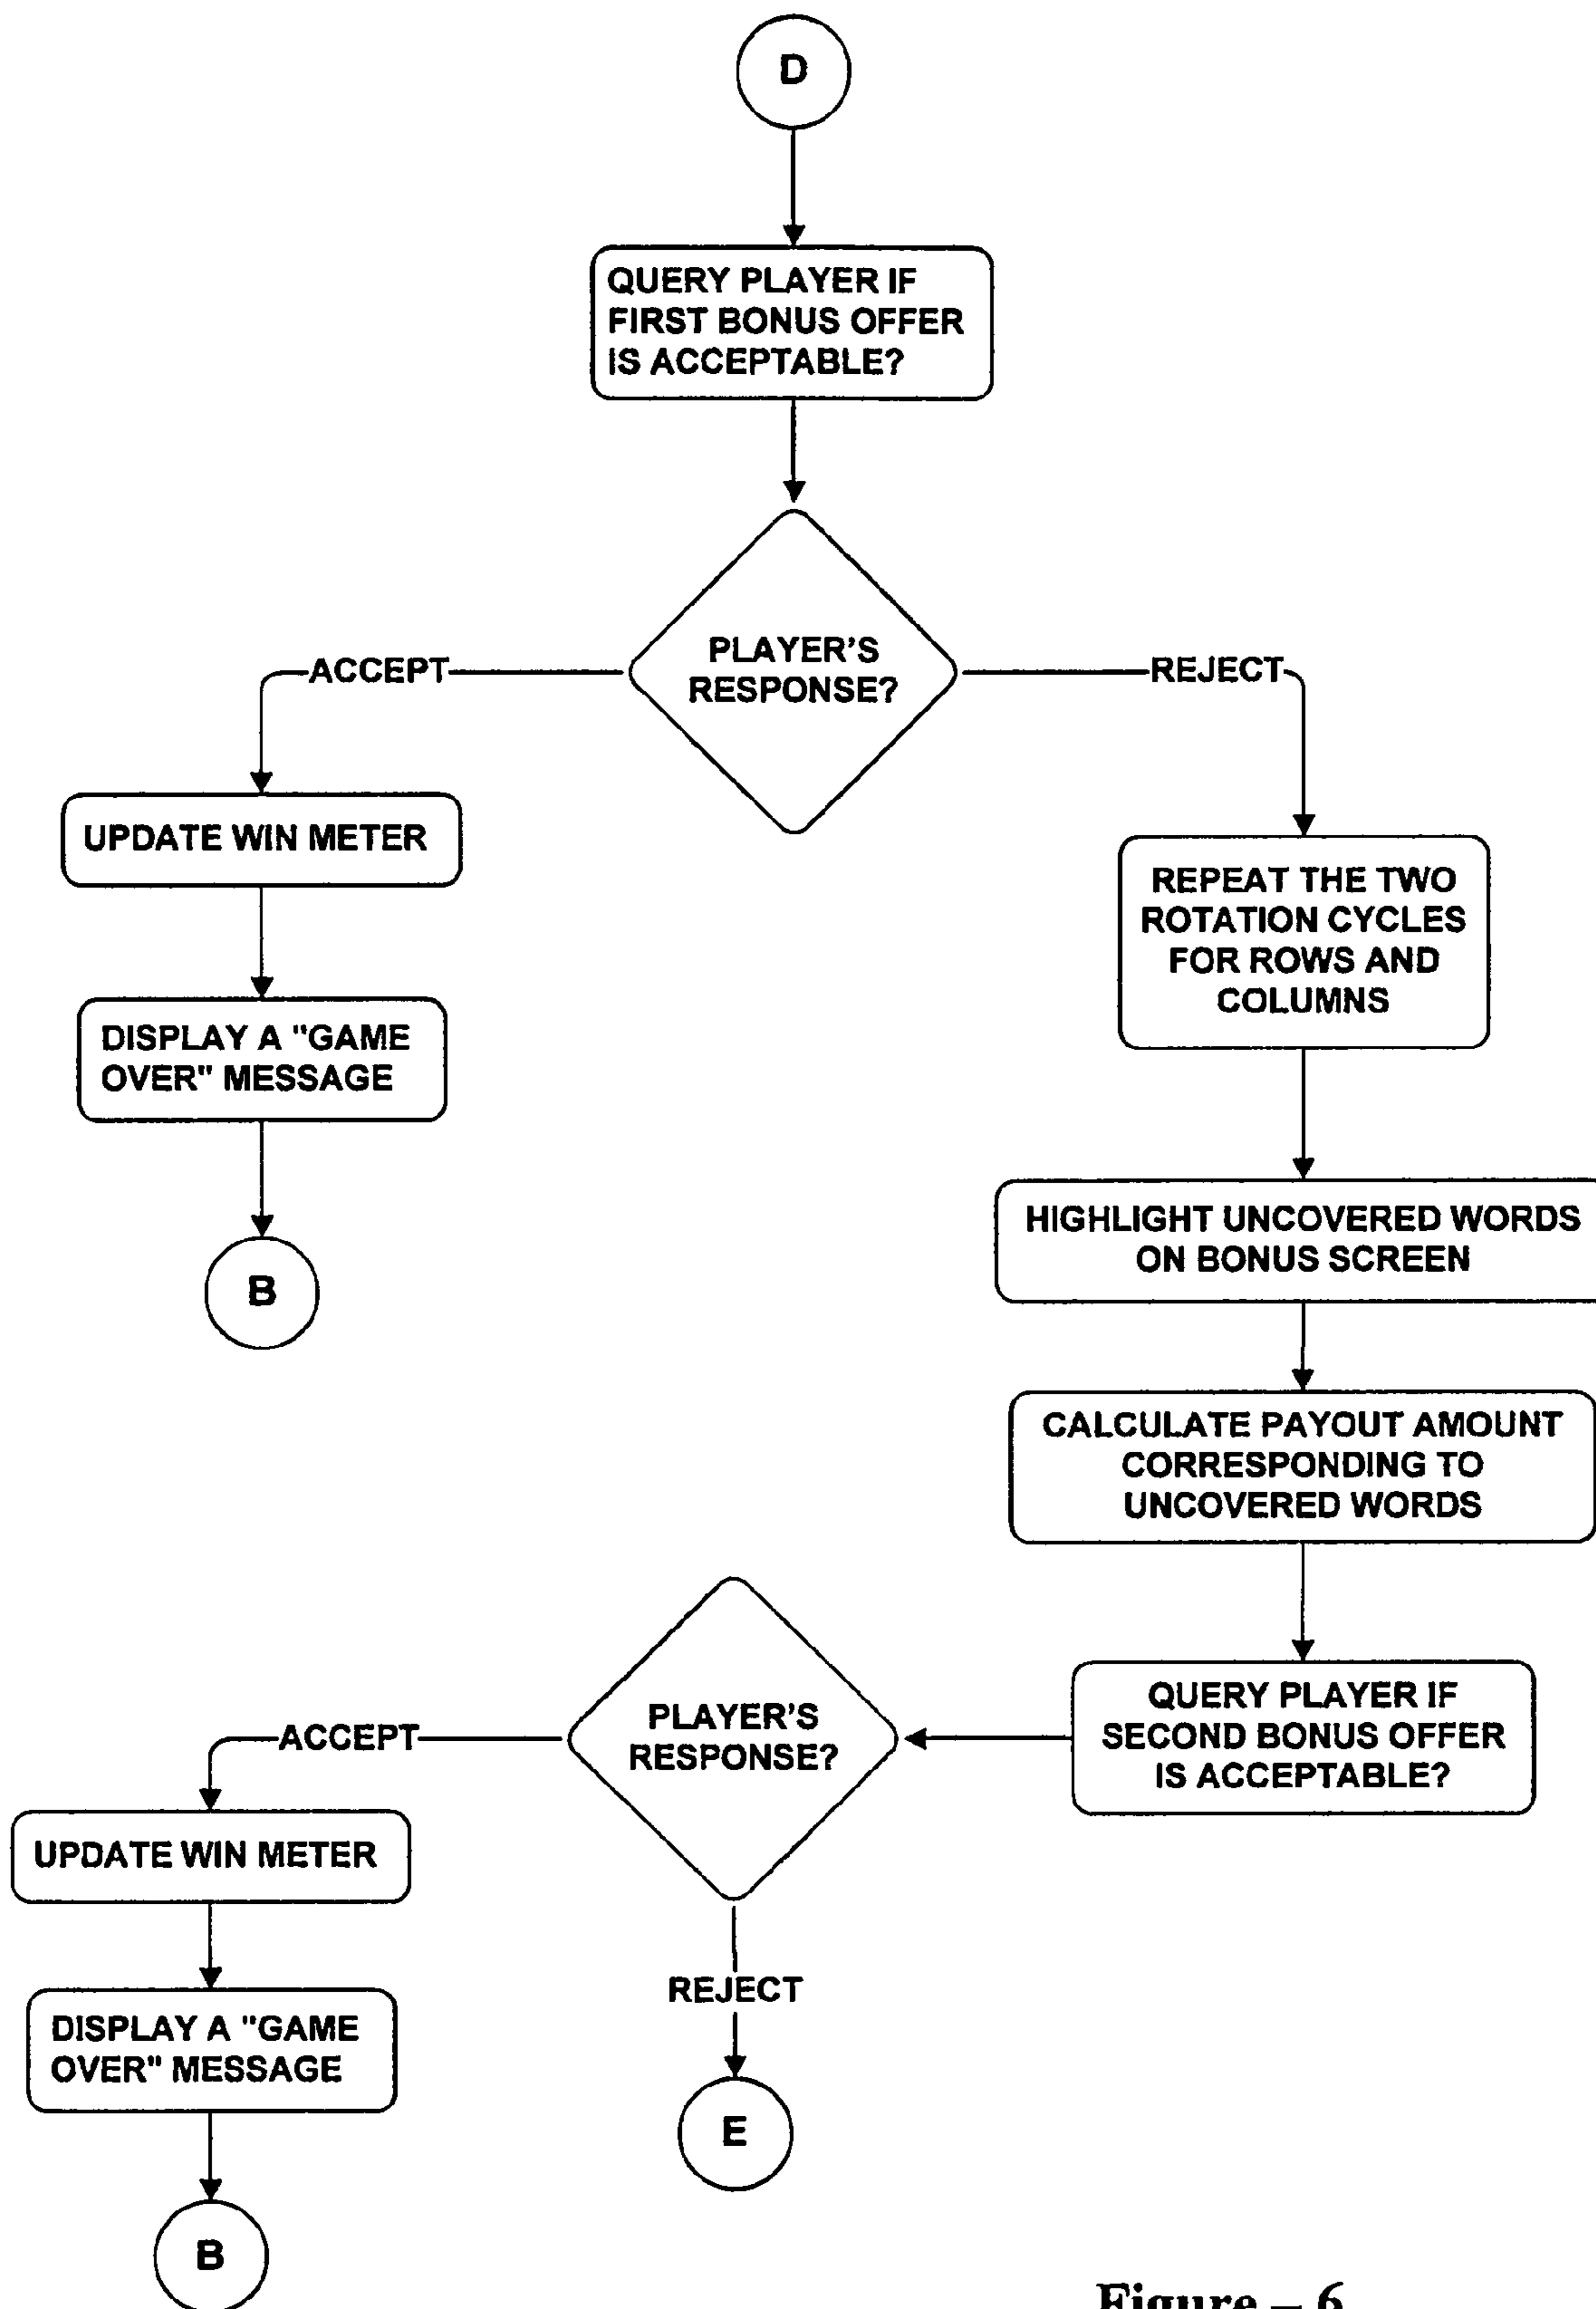 D
QUERY PLAYER IF
FIRST BONUS OFFER
IS ACCEPTABLE?
PLAYER'S
RESPONSE?
ACCEPT
REJECT
UPDATE WIN METER
DISPLAY A "GAME
OVER" MESSAGE
B
REPEAT THE TWO
ROTATION CYCLES
FOR ROWS AND
COLUMNS
HIGHLIGHT UNCOVERED WORDS
ON BONUS SCREEN
CALCULATE PAYOUT AMOUNT
CORRESPONDING TO
UNCOVERED WORDS
QUERY PLAYER IF
SECOND BONUS OFFER
IS ACCEPTABLE?
PLAYER'S
RESPONSE?
ACCEPT
UPDATE WIN METER
DISPLAY A "GAME
OVER" MESSAGE
B
REJECT
E
Figure – 6